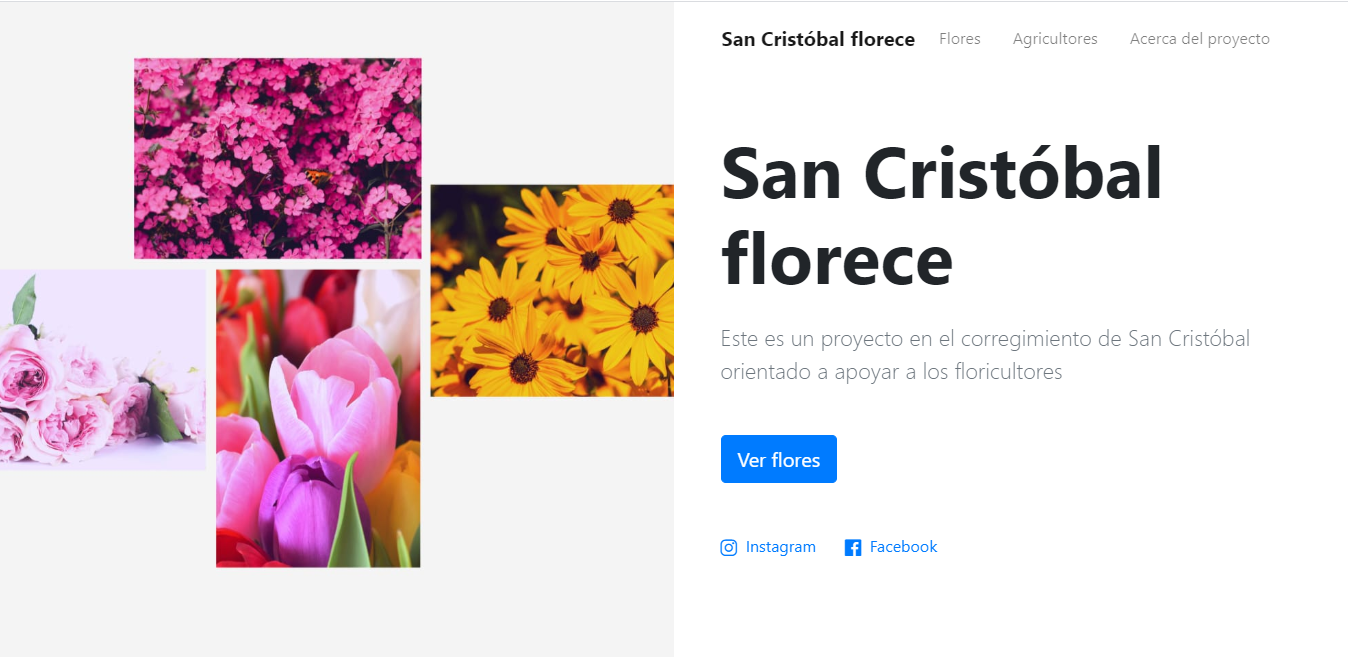 San Cristóbal florece Flores Agricultores Acerca del proyecto
San Cristóbal
florece
Este es un proyecto en el corregimiento de San Cristóbal
orientado a apoyar a los floricultores
Ver flores
Instagram Facebook